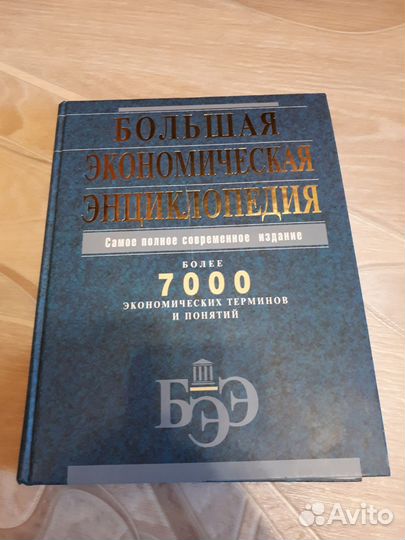 БОЛЬШАЯ
ЭКОНОМИЧЕСКАЯ
ЭНЦИКЛОПЕДИЯ
Самое полное современное издание
БОЛЕЕ
7000
ЭКОНОМИЧЕСКИХ ТЕРМИНОВ
И ПОНЯТИЙ
БЭЭ
Avito